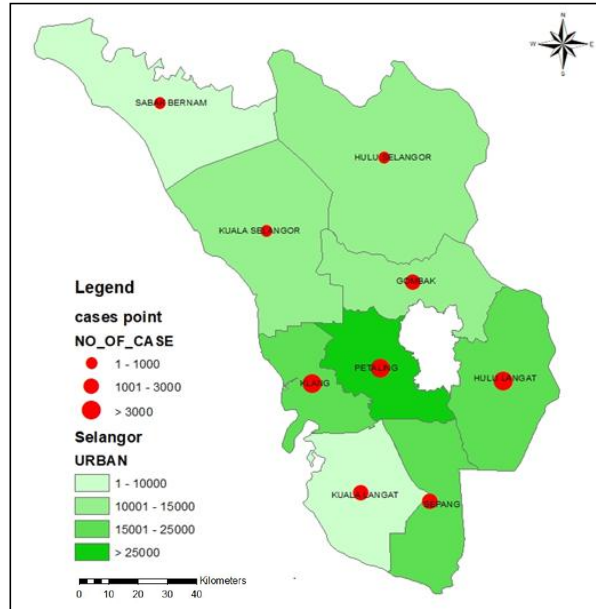 N
W E
S
SABAK BERNAM
HULU SELANGOR
KUALA SELANGOR
GOMBAK
PETALING
KLANG
HULU LANGAT
KUALA LANGAT
SEPANG
Legend
cases point
NO_OF_CASE
1 - 1000
1001 - 3000
> 3000
Selangor
URBAN
1 - 10000
10001 - 15000
15001 - 25000
> 25000
Kilometers
0 5 10 20 30 40